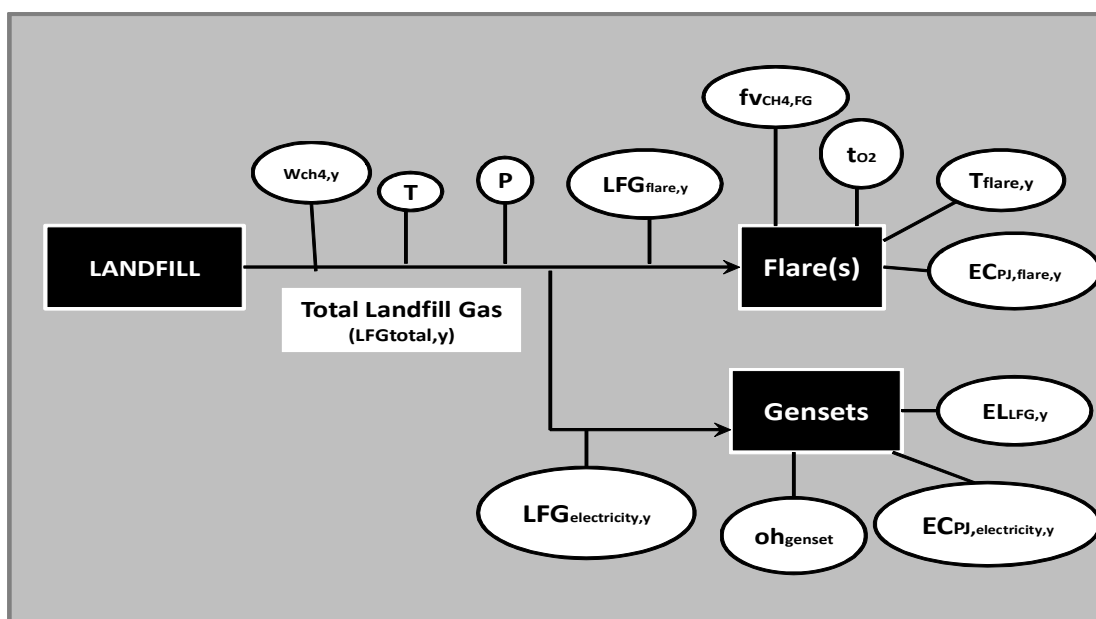 fvCH4,FG
tO2
Wch4,y
T
P
LFGflare,y
Tflare,y
LANDFILL
Flare(s)
ECPJ,flare,y
Total Landfill Gas
(LFGtotal,y)
Gensets
ELLFG,y
LFGelectricity,y
ohgenset
ECPJ,electricity,y